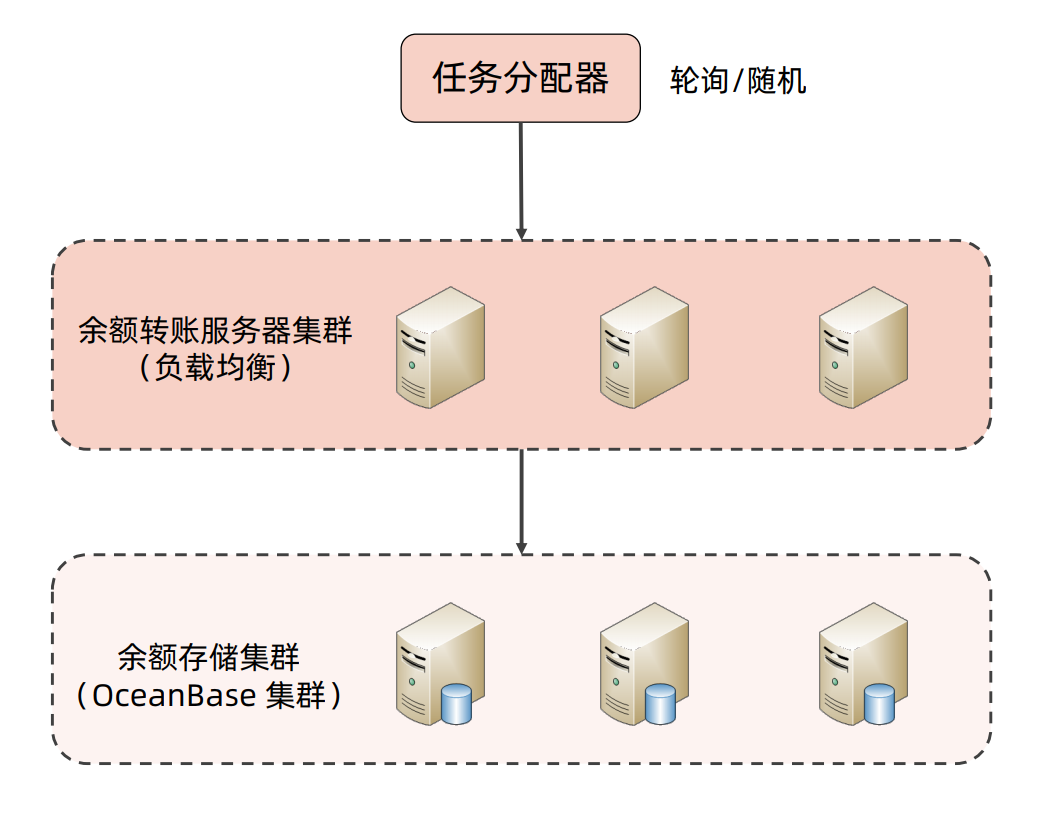 任务分配器
轮询/随机
余额转账服务器集群
（负载均衡）
余额存储集群
（OceanBase 集群）